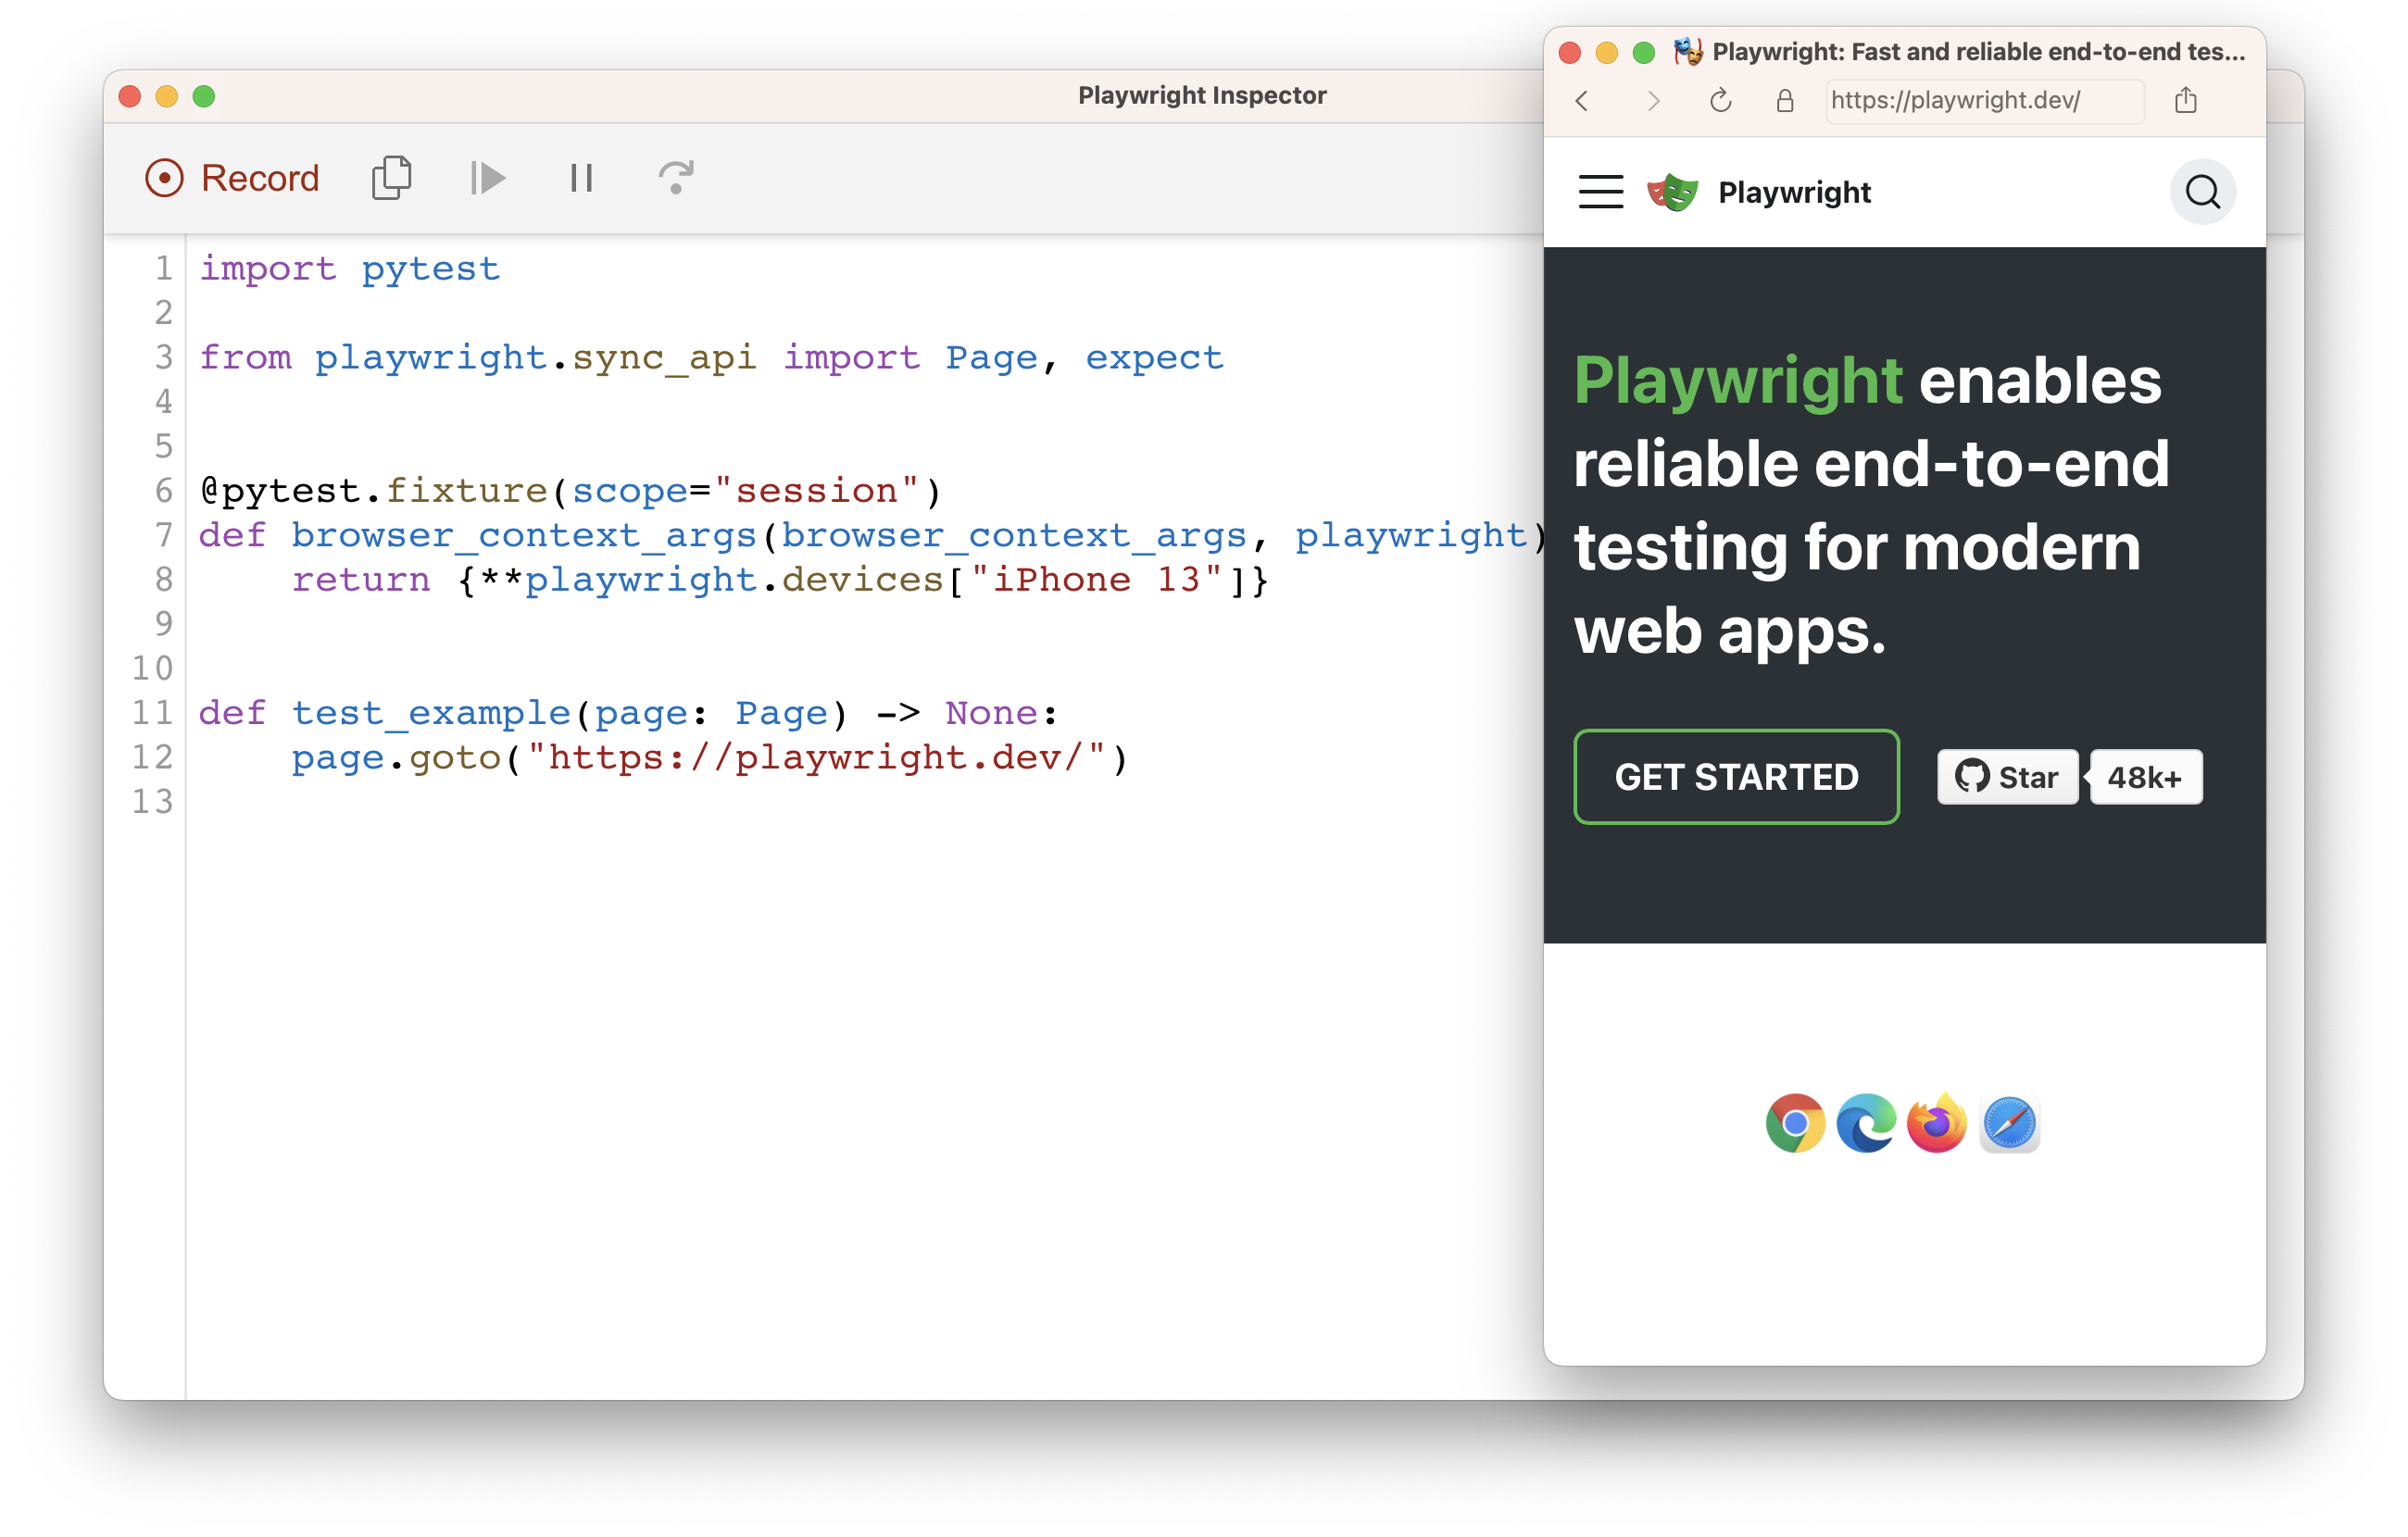 Playwright Inspector
Record
1 import pytest
2
3 from playwright.sync_api import Page, expect
4
5
6 @pytest.fixture(scope="session")
7 def browser_context_args(browser_context_args, playwright)
8     return {**playwright.devices["iPhone 13"]}
9
10
11 def test_example(page: Page) -> None:
12     page.goto("https://playwright.dev/")
13
Playwright: Fast and reliable end-to-end tes...
https://playwright.dev/
Playwright
Playwright enables
reliable end-to-end
testing for modern
web apps.
GET STARTED
Star
48k+